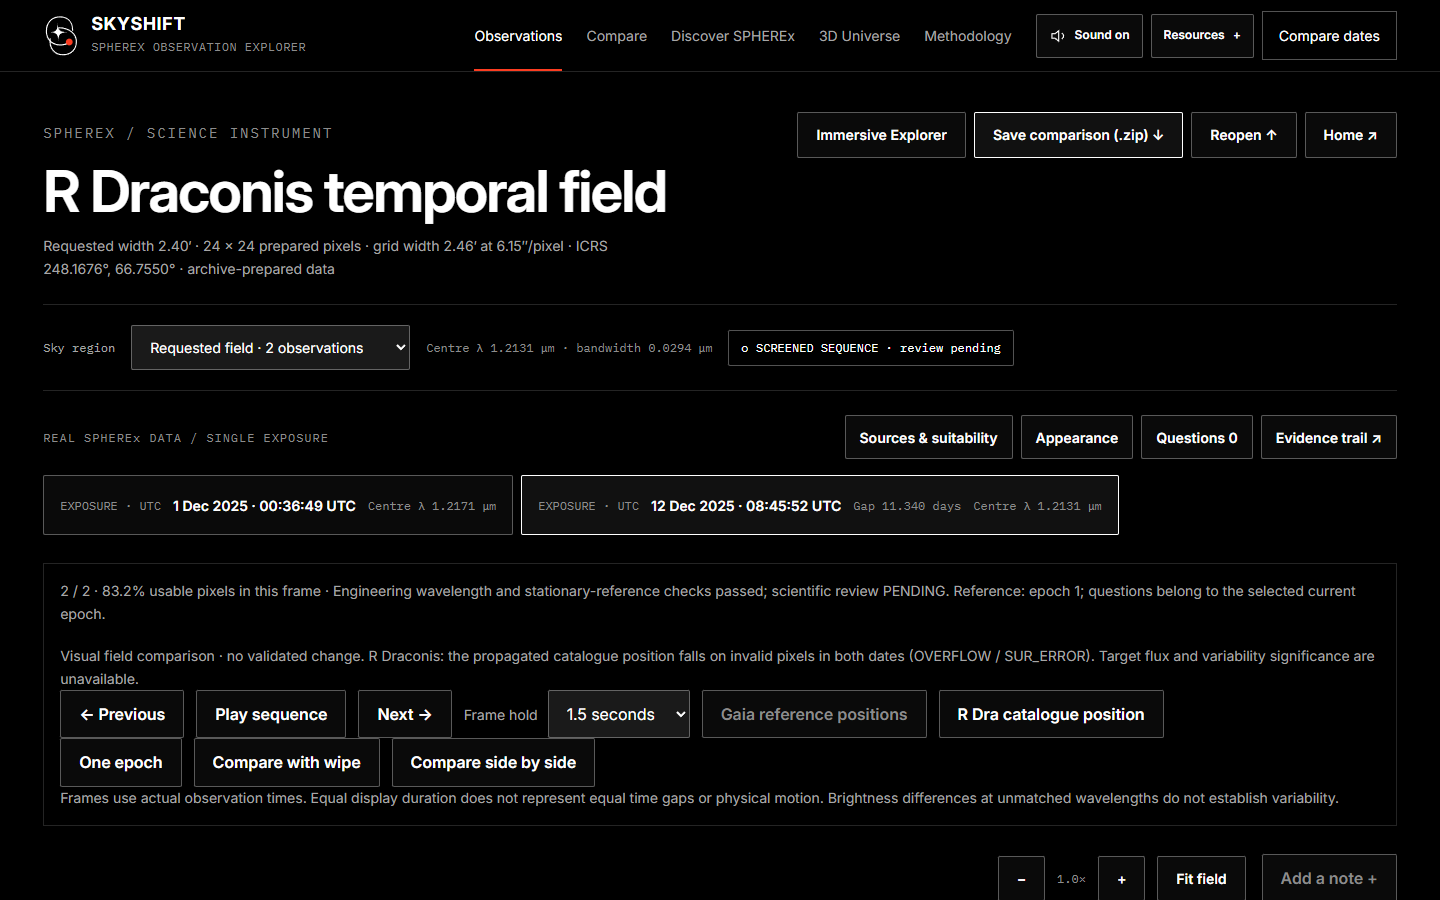 SKYSHIFT
SPHEREX OBSERVATION EXPLORER
Observations
Compare
Discover SPHEREx
3D Universe
Methodology
Sound on
Resources +
Compare dates
SPHEREX / SCIENCE INSTRUMENT
Immersive Explorer
Save comparison (.zip) ↓
Reopen ↑
Home ↗
R Draconis temporal field
Requested width 2.40′ · 24 × 24 prepared pixels · grid width 2.46′ at 6.15″/pixel · ICRS
248.1676°, 66.7550° · archive-prepared data
Sky region
Requested field · 2 observations
Centre λ 1.2131 µm · bandwidth 0.0294 µm
o SCREENED SEQUENCE · review pending
REAL SPHEREx DATA / SINGLE EXPOSURE
Sources & suitability
Appearance
Questions 0
Evidence trail ↗
EXPOSURE · UTC 1 Dec 2025 · 00:36:49 UTC Centre λ 1.2171 µm
EXPOSURE · UTC 12 Dec 2025 · 08:45:52 UTC Gap 11.340 days Centre λ 1.2131 µm
2 / 2 · 83.2% usable pixels in this frame · Engineering wavelength and stationary-reference checks passed; scientific review PENDING. Reference: epoch 1; questions belong to the selected current
epoch.
Visual field comparison · no validated change. R Draconis: the propagated catalogue position falls on invalid pixels in both dates (OVERFLOW / SUR_ERROR). Target flux and variability significance are
unavailable.
← Previous
Play sequence
Next →
Frame hold
1.5 seconds
Gaia reference positions
R Dra catalogue position
One epoch
Compare with wipe
Compare side by side
Frames use actual observation times. Equal display duration does not represent equal time gaps or physical motion. Brightness differences at unmatched wavelengths do not establish variability.
−
1.0×
+
Fit field
Add a note +